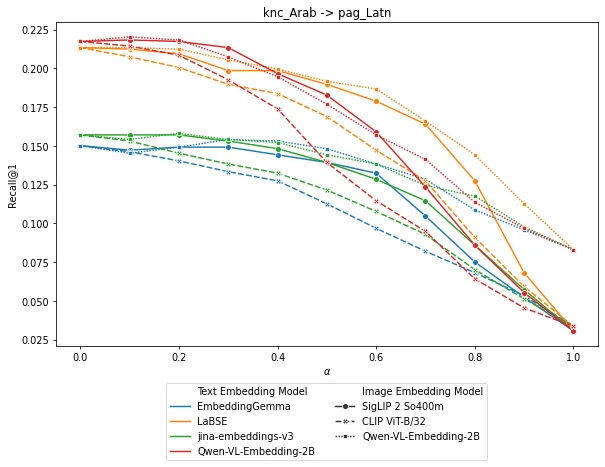 knc_Arab -> pag_Latn
0.225
0.200
0.175
0.150
0.125
0.100
0.075
0.050
0.025
Recall@1
0.0 0.2 0.4 0.6 0.8 1.0
α
Text Embedding Model Image Embedding Model
EmbeddingGemma SigLIP 2 So400m
LaBSE CLIP ViT-B/32
jina-embeddings-v3 Qwen-VL-Embedding-2B
Qwen-VL-Embedding-2B